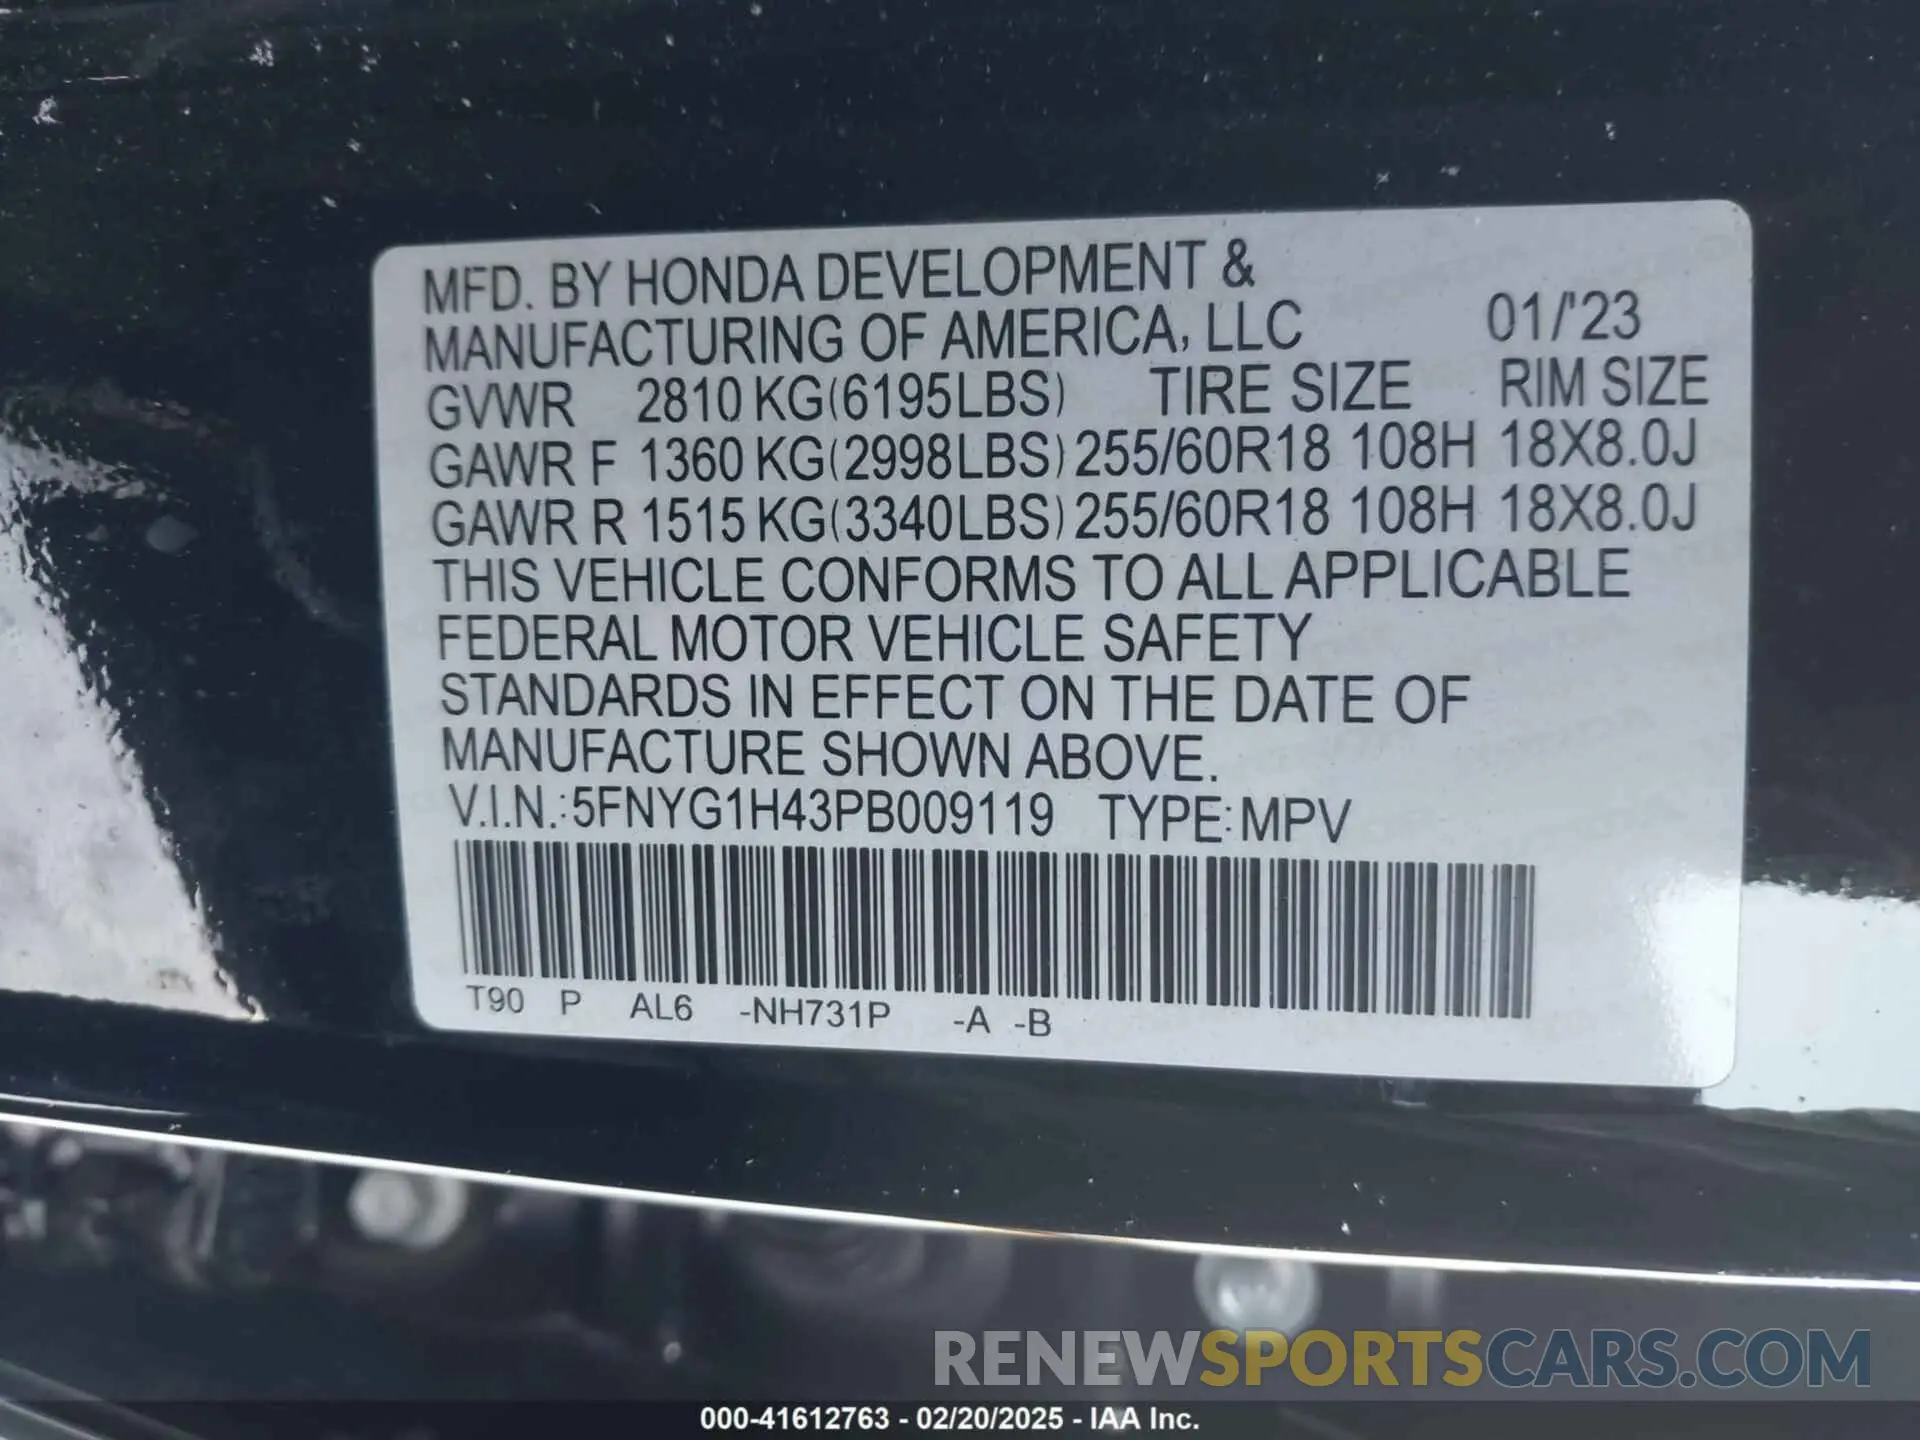 MFD. BY HONDA DEVELOPMENT &
MANUFACTURING OF AMERICA, LLC 01/'23
GVWR 2810 KG(6195LBS) TIRE SIZE RIM SIZE
GAWR F 1360 KG(2998LBS) 255/60R18 108H 18X8.0J
GAWR R 1515 KG(3340LBS) 255/60R18 108H 18X8.0J
THIS VEHICLE CONFORMS TO ALL APPLICABLE
FEDERAL MOTOR VEHICLE SAFETY
STANDARDS IN EFFECT ON THE DATE OF
MANUFACTURE SHOWN ABOVE.
V.I.N.:5FNYG1H43PB009119 TYPE:MPV
T90 P AL6 -NH731P -A -B
RENEWSPORTSCARS.COM
000-41612763 - 02/20/2025 - IAA Inc.